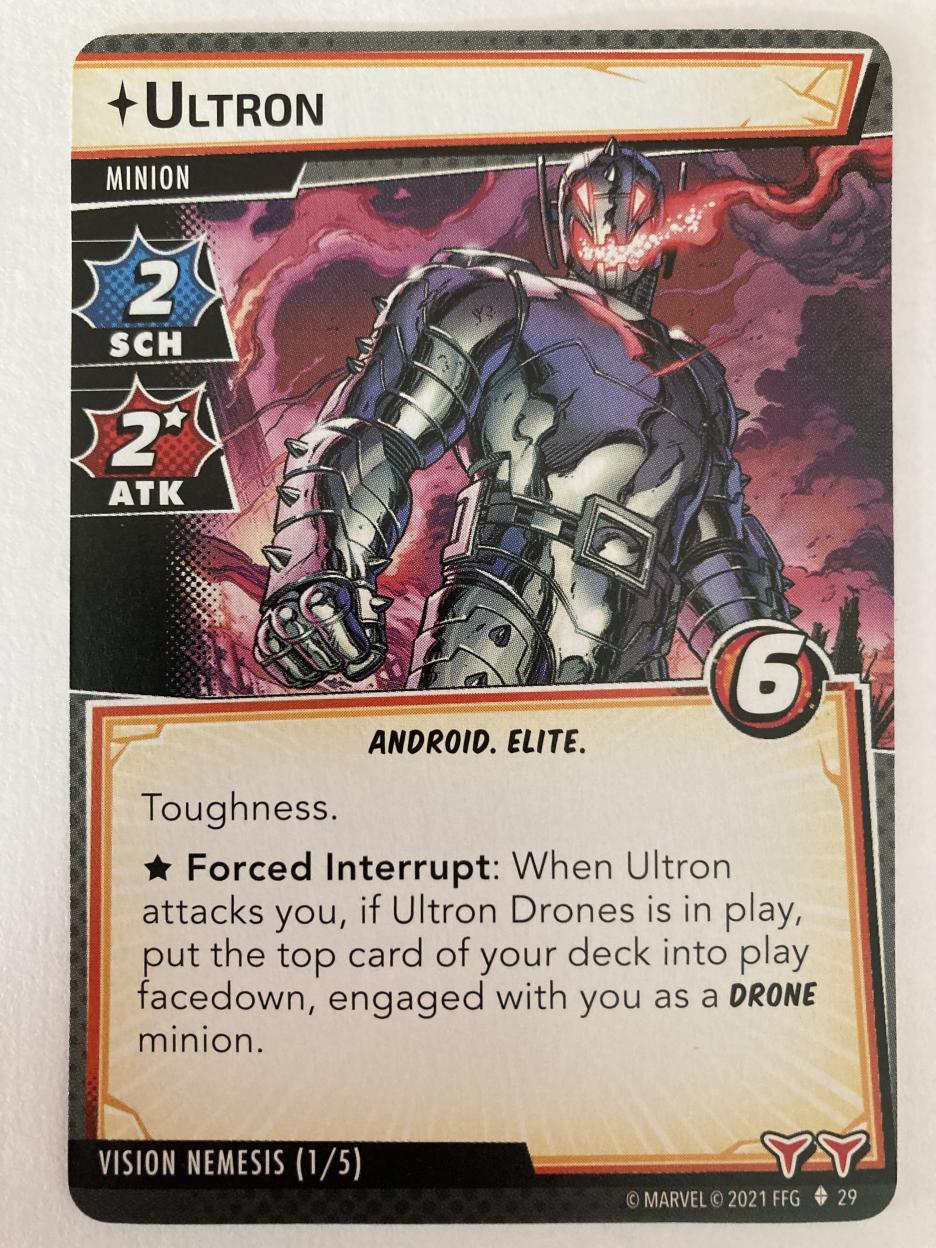 ULTRON
MINION
2
SCH
2
ATK
6
ANDROID. ELITE.
Toughness.
★ Forced Interrupt: When Ultron
attacks you, if Ultron Drones is in play,
put the top card of your deck into play
facedown, engaged with you as a DRONE
minion.
VISION NEMESIS (1/5)
© MARVEL © 2021 FFG 29